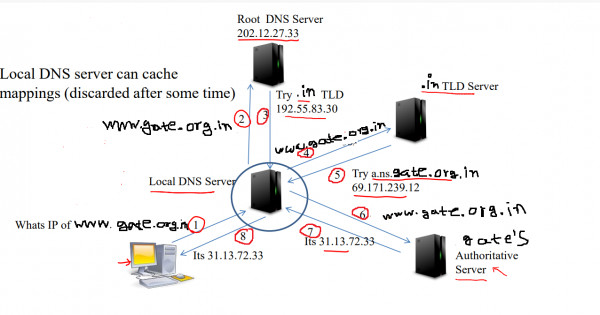 Root DNS Server
202.12.27.33
Local DNS server can cache
mappings (discarded after some time)
.in TLD Server
Try .in TLD
192.55.83.30
www.gate.org.in
2
3
www.gate.org.in
4
5
Try a.ns.gate.org.in
69.171.239.12
Local DNS Server
6
www.gate.org.in
Whats IP of www.gate.org.in
1
8
7
Its 31.13.72.33
gate's
Authoritative
Server
Its 31.13.72.33